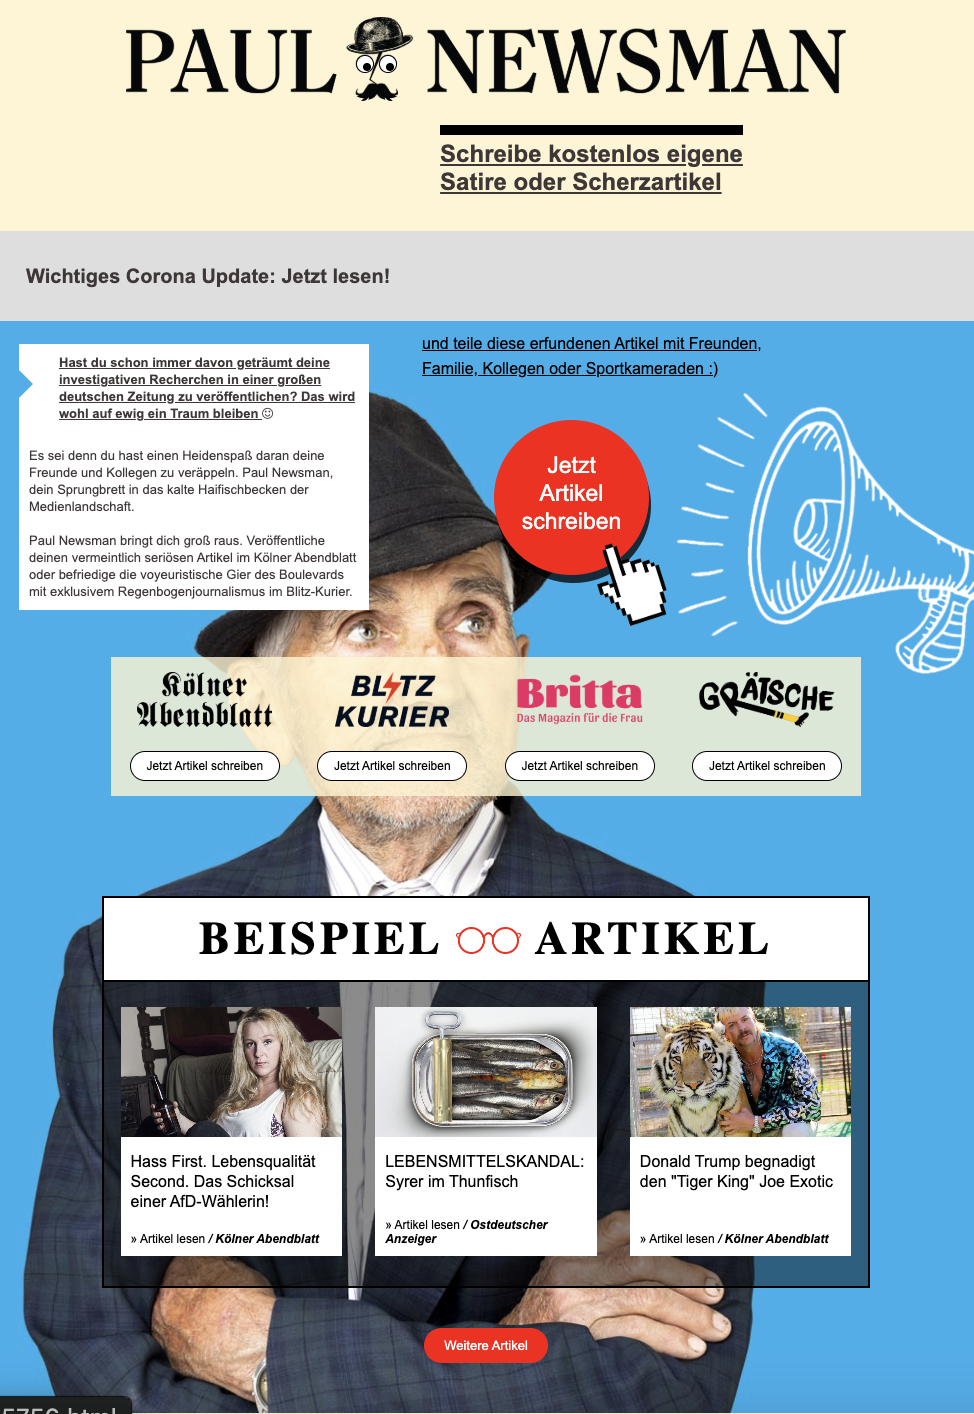 PAUL NEWSMAN
Schreibe kostenlos eigene
Satire oder Scherzartikel
Wichtiges Corona Update: Jetzt lesen!
Hast du schon immer davon geträumt deine
investigativen Recherchen in einer großen
deutschen Zeitung zu veröffentlichen? Das wird
wohl auf ewig ein Traum bleiben ☺
Es sei denn du hast einen Heidenspaß daran deine
Freunde und Kollegen zu veräppeln. Paul Newsman,
dein Sprungbrett in das kalte Haifischbecken der
Medienlandschaft.
Paul Newsman bringt dich groß raus. Veröffentliche
deinen vermeintlich seriösen Artikel im Kölner Abendblatt
oder befriedige die voyeuristische Gier des Boulevards
mit exklusivem Regenbogenjournalismus im Blitz-Kurier.
und teile diese erfundenen Artikel mit Freunden,
Familie, Kollegen oder Sportkameraden :)
Jetzt
Artikel
schreiben
Kölner
Abendblatt
Jetzt Artikel schreiben
BLITZ
KURIER
Jetzt Artikel schreiben
Britta
Das Magazin für die Frau
Jetzt Artikel schreiben
GRÄTSCHE
Jetzt Artikel schreiben
BEISPIEL ARTIKEL
Hass First. Lebensqualität
Second. Das Schicksal
einer AfD-Wählerin!
» Artikel lesen / Kölner Abendblatt
LEBENSMITTELSKANDAL:
Syrer im Thunfisch
» Artikel lesen / Ostdeutscher
Anzeiger
Donald Trump begnadigt
den "Tiger King" Joe Exotic
» Artikel lesen / Kölner Abendblatt
Weitere Artikel